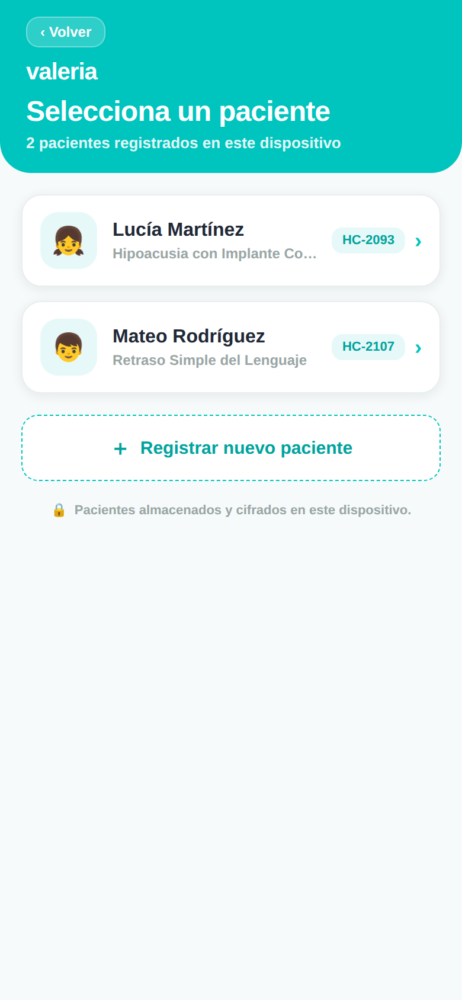 ‹ Volver
valeria
Selecciona un paciente
2 pacientes registrados en este dispositivo
Lucía Martínez
Hipoacusia con Implante Co…
HC-2093 ›
Mateo Rodríguez
Retraso Simple del Lenguaje
HC-2107 ›
+ Registrar nuevo paciente
Pacientes almacenados y cifrados en este dispositivo.